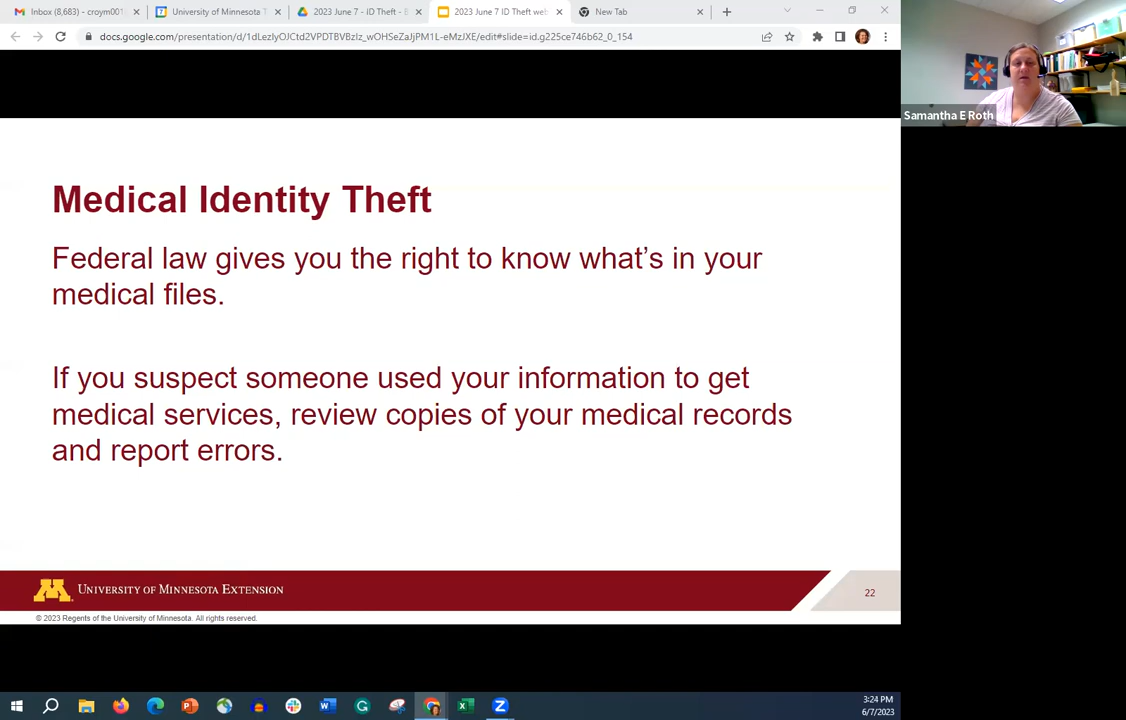 Inbox (8,683) - croym001
University of Minnesota T
2023 June 7 - ID Theft - B
2023 June 7 ID Theft web
New Tab
docs.google.com/presentation/d/1dLezIyOJCtd2VPDTBVBzIz_wOHSeZaJjPM1L-eMzJXE/edit#slide=id.g225ce746b62_0_154
Samantha E Roth
Medical Identity Theft
Federal law gives you the right to know what’s in your
medical files.
If you suspect someone used your information to get
medical services, review copies of your medical records
and report errors.
UNIVERSITY OF MINNESOTA EXTENSION
22
© 2023 Regents of the University of Minnesota. All rights reserved.
3:24 PM
6/7/2023